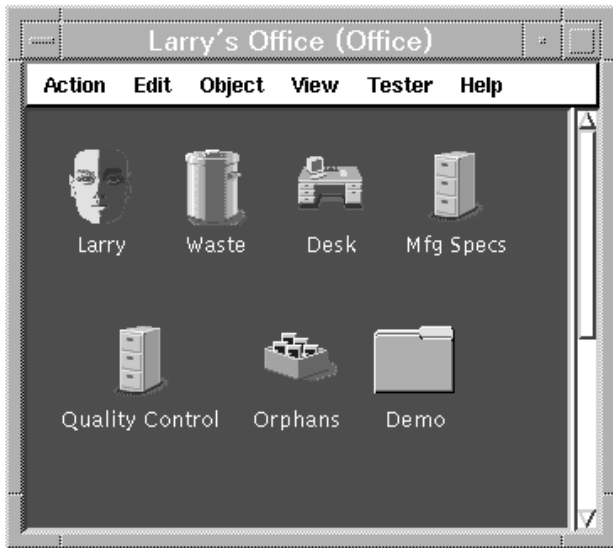 Larry's Office (Office)
Action Edit Object View Tester Help
Larry Waste Desk Mfg Specs
Quality Control Orphans Demo